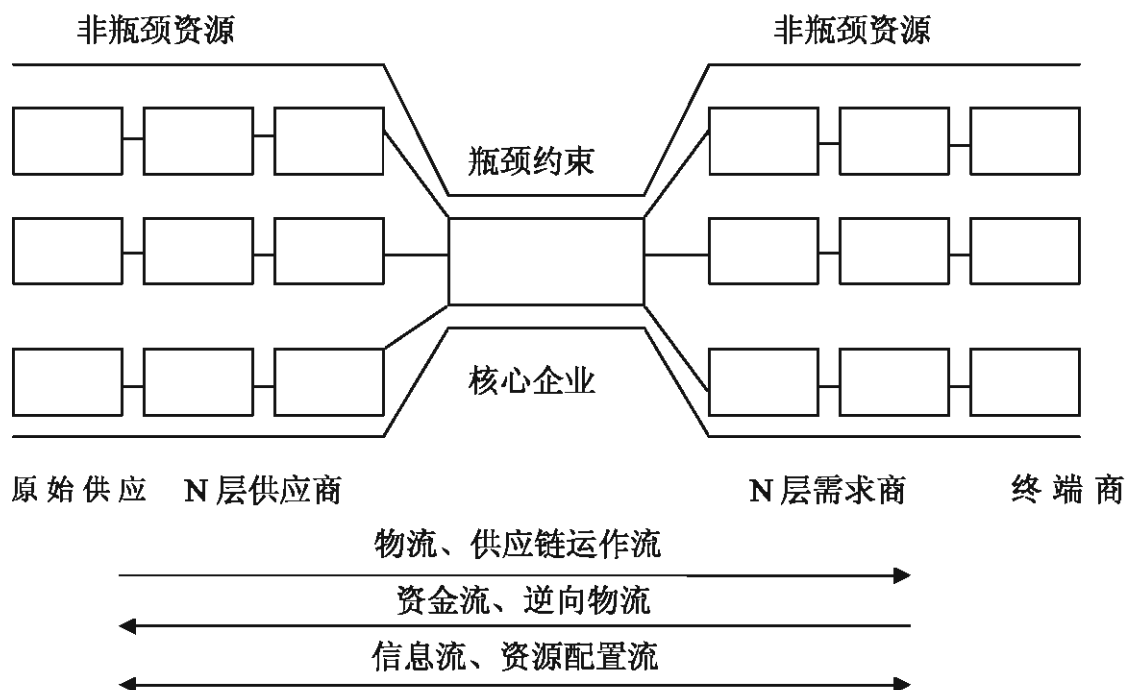 非瓶颈资源
非瓶颈资源
瓶颈约束
核心企业
原始供应
N层供应商
N层需求商
终端商
物流、供应链运作流
资金流、逆向物流
信息流、资源配置流